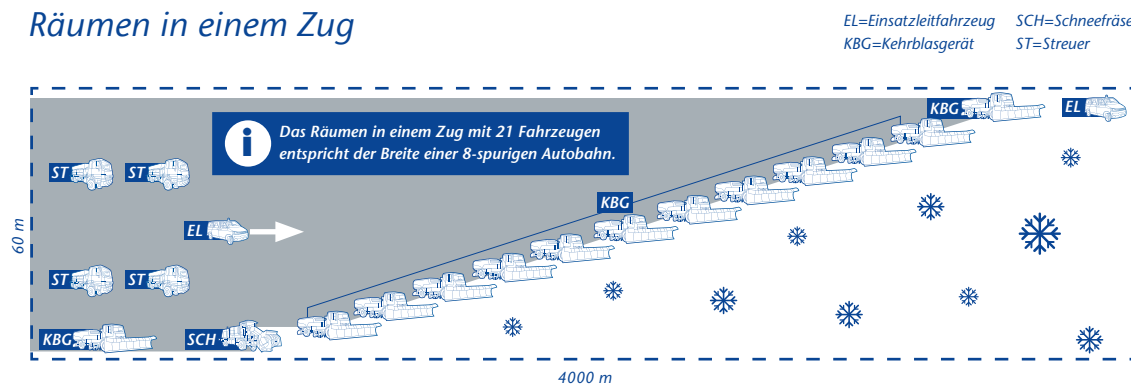 Räumen in einem Zug
EL=Einsatzleitfahrzeug SCH=Schneefräse
KBG=Kehrblasgerät ST=Streuer
KBG
EL
i
Das Räumen in einem Zug mit 21 Fahrzeugen
entspricht der Breite einer 8-spurigen Autobahn.
ST ST
KBG
EL
60 m
ST ST
KBG SCH
4000 m